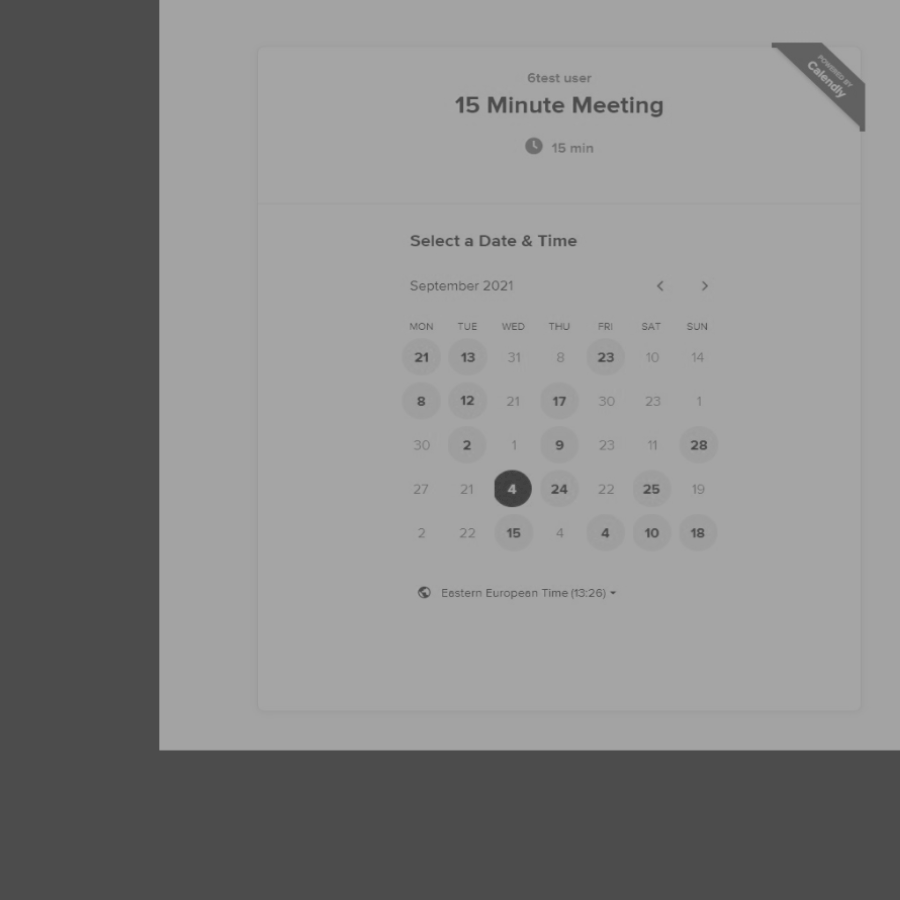 POWERED BY
Calendly
6test user
15 Minute Meeting
15 min
Select a Date & Time
September 2021
MON TUE WED THU FRI SAT SUN
21 13 31 8 23 10 14
8 12 21 17 30 23 1
30 2 1 9 23 11 28
27 21 4 24 22 25 19
2 22 15 4 4 10 18
Eastern European Time (13:26)